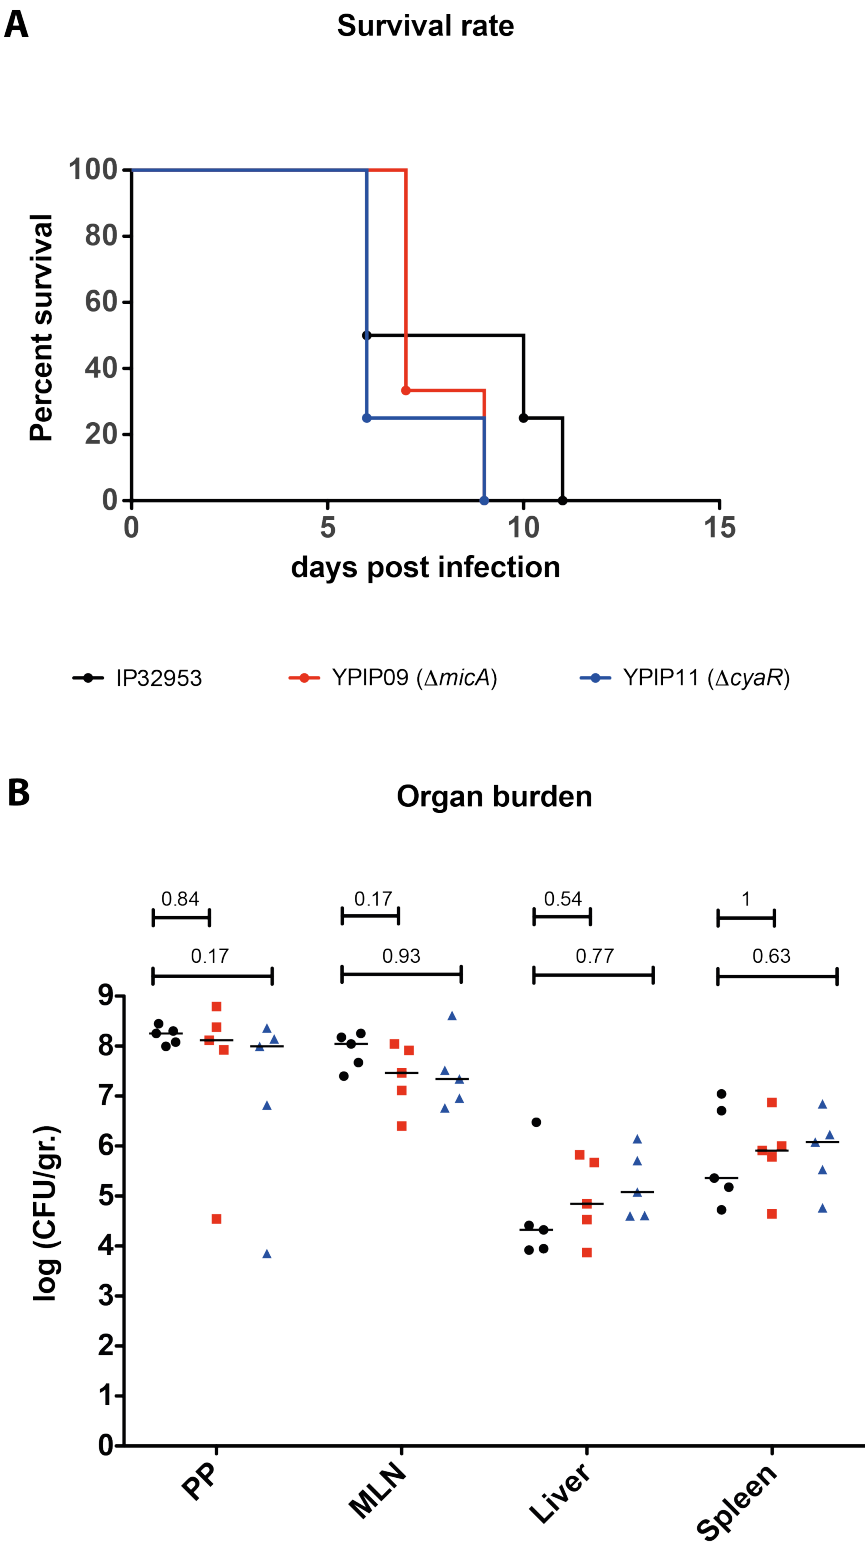 A
Survival rate
100
80
60
40
20
0
Percent survival
0 5 10 15
days post infection
IP32953 YPIP09 (ΔmicA) YPIP11 (ΔcyaR)
B
Organ burden
0.84 0.17 0.54 1
0.17 0.93 0.77 0.63
9
8
7
6
5
4
3
2
1
0
log (CFU/gr.)
PP MLN Liver Spleen